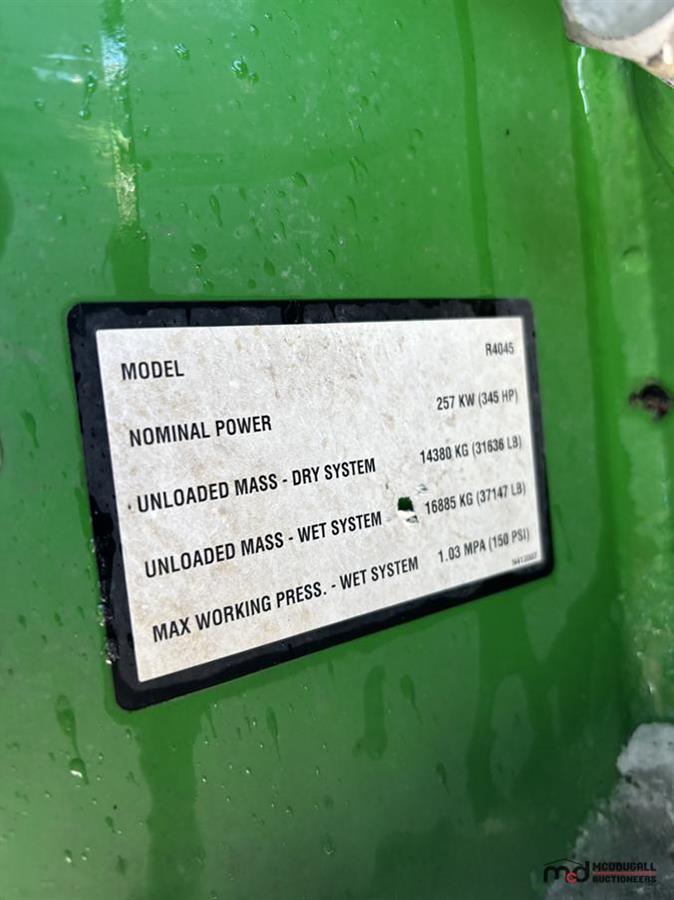 MODEL R4045
NOMINAL POWER 257 KW (345 HP)
UNLOADED MASS - DRY SYSTEM 14380 KG (31636 LB)
UNLOADED MASS - WET SYSTEM 16885 KG (37147 LB)
MAX WORKING PRESS. - WET SYSTEM 1.03 MPA (150 PSI)
mcd MCDOUGALL
AUCTIONEERS